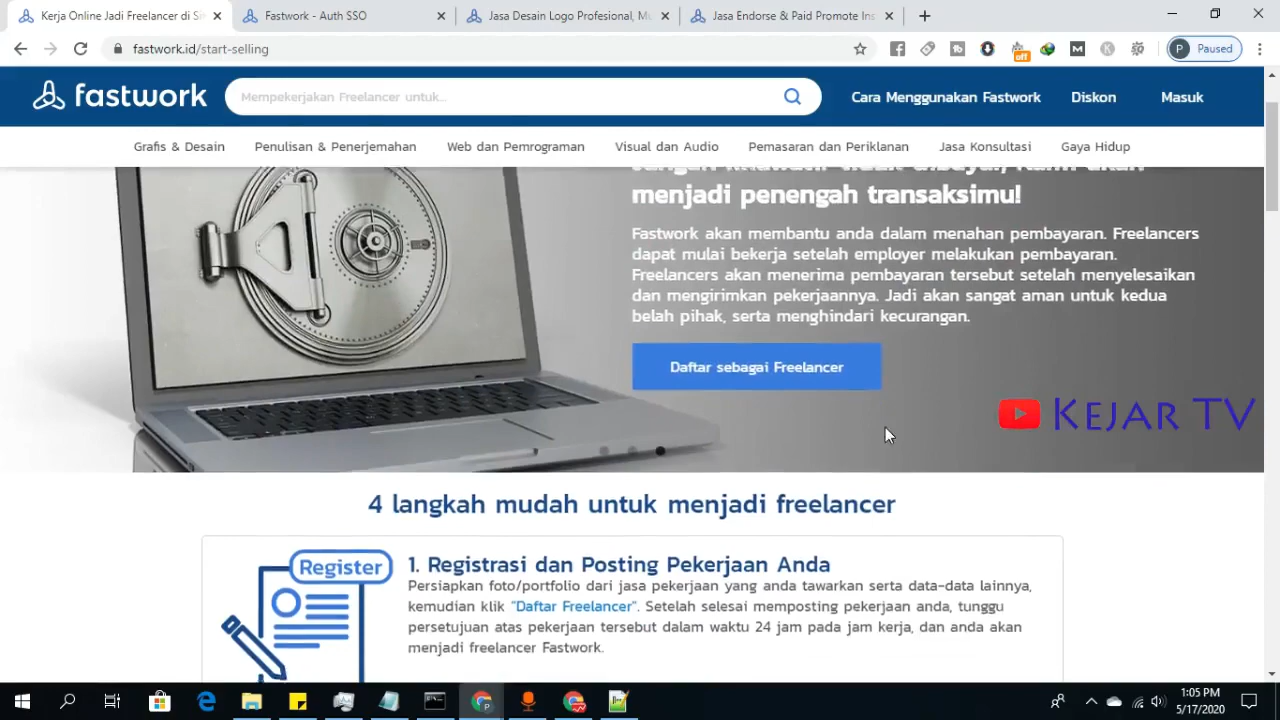 Kerja Online Jadi Freelancer di Si
Fastwork - Auth SSO
Jasa Desain Logo Profesional, Mu
Jasa Endorse & Paid Promote Ins
fastwork.id/start-selling
off
M
K
P
Paused
fastwork
Mempekerjakan Freelancer untuk...
Cara Menggunakan Fastwork
Diskon
Masuk
Grafis & Desain
Penulisan & Penerjemahan
Web dan Pemrograman
Visual dan Audio
Pemasaran dan Periklanan
Jasa Konsultasi
Gaya Hidup
menjadi penengah transaksimu!
Fastwork akan membantu anda dalam menahan pembayaran. Freelancers
dapat mulai bekerja setelah employer melakukan pembayaran.
Freelancers akan menerima pembayaran tersebut setelah menyelesaikan
dan mengirimkan pekerjaannya. Jadi akan sangat aman untuk kedua
belah pihak, serta menghindari kecurangan.
Daftar sebagai Freelancer
KEJAR TV
4 langkah mudah untuk menjadi freelancer
Register
1. Registrasi dan Posting Pekerjaan Anda
Persiapkan foto/portfolio dari jasa pekerjaan yang anda tawarkan serta data-data lainnya,
kemudian klik "Daftar Freelancer". Setelah selesai memposting pekerjaan anda, tunggu
persetujuan atas pekerjaan tersebut dalam waktu 24 jam pada jam kerja, dan anda akan
menjadi freelancer Fastwork.
1:05 PM
5/17/2020